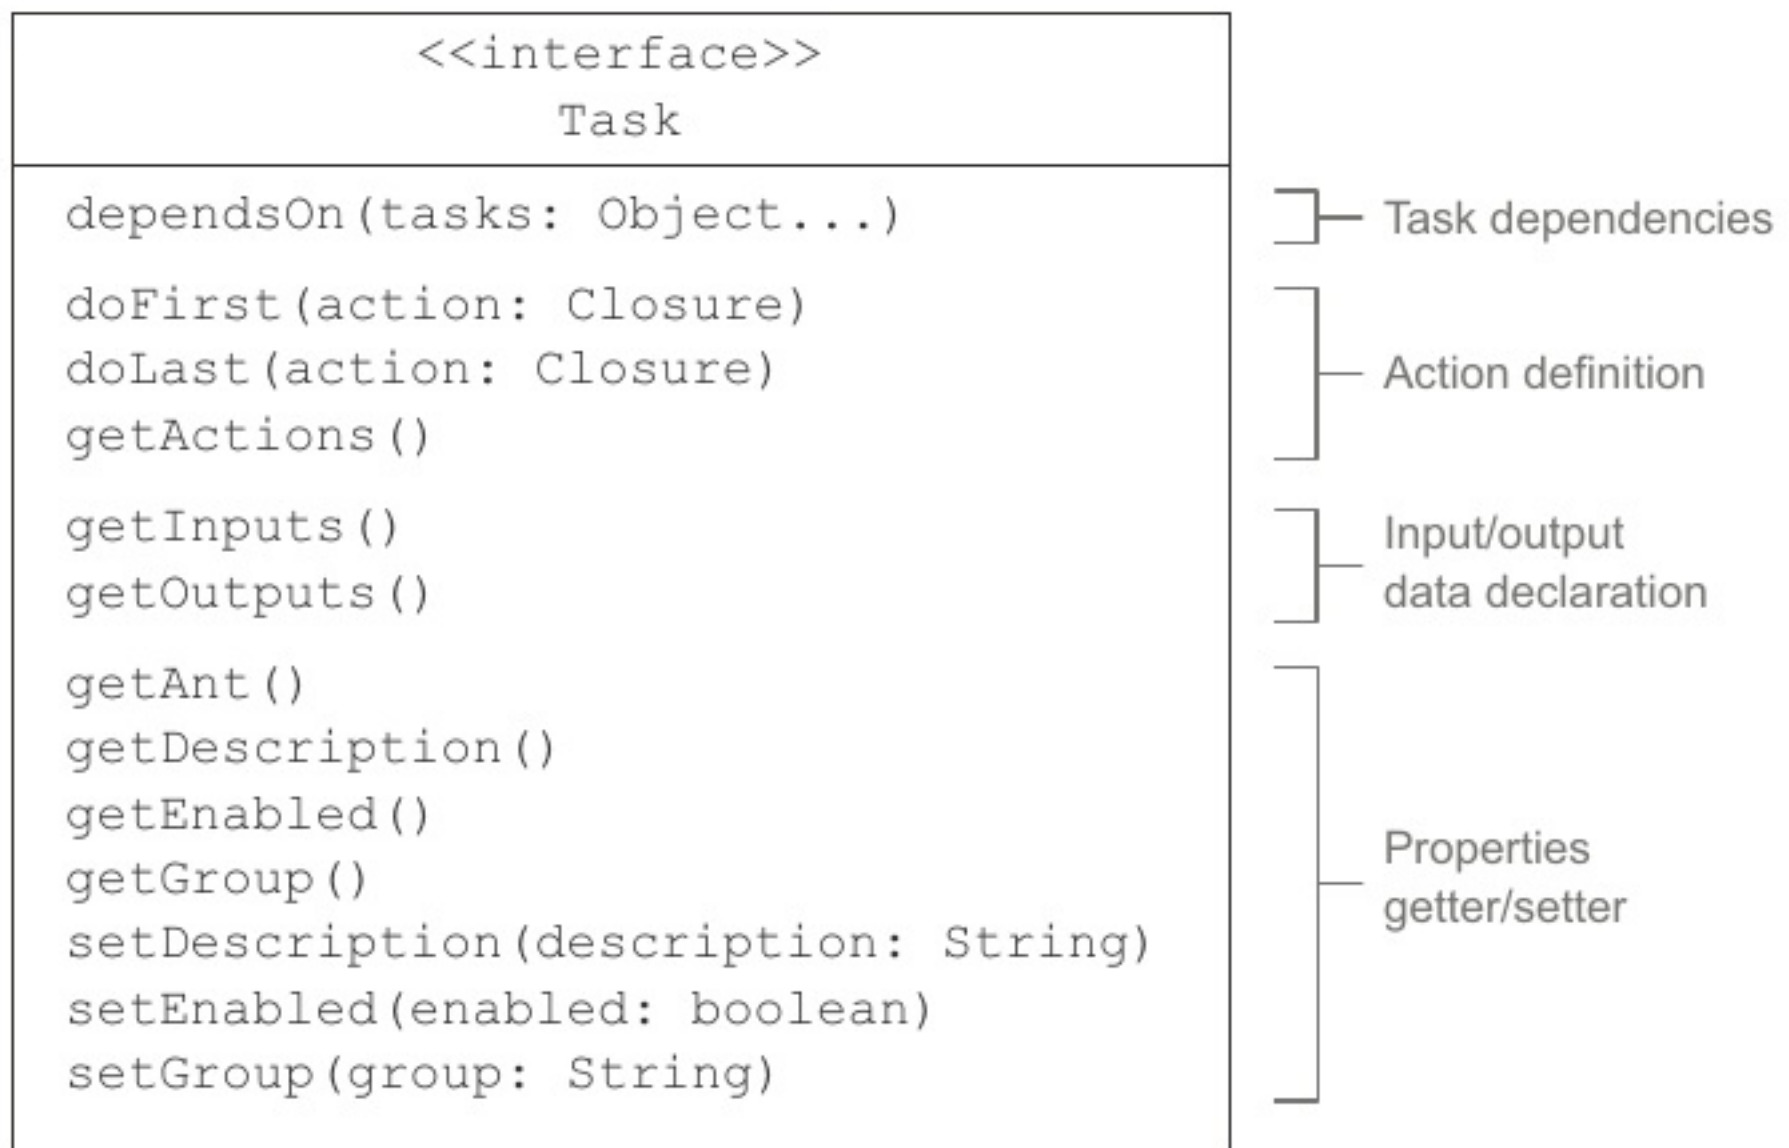 <<interface>>
Task
dependsOn(tasks: Object...)
Task dependencies
doFirst(action: Closure)
doLast(action: Closure)
getActions()
Action definition
getInputs()
getOutputs()
Input/output
data declaration
getAnt()
getDescription()
getEnabled()
getGroup()
setDescription(description: String)
setEnabled(enabled: boolean)
setGroup(group: String)
Properties
getter/setter